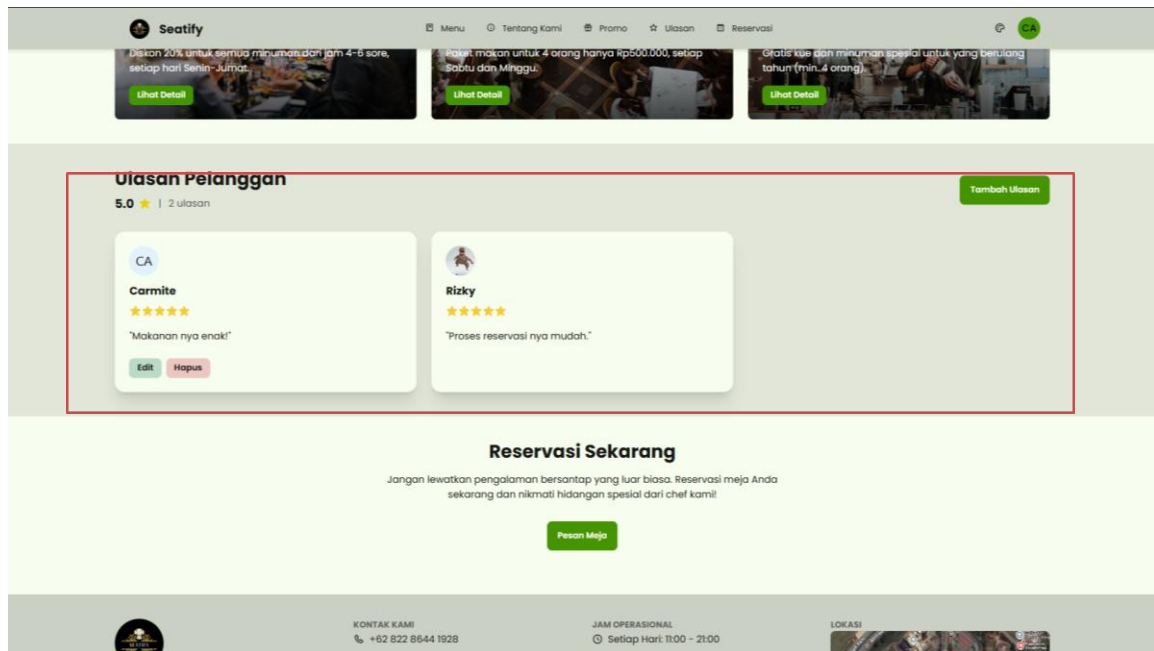 Seatify
Menu
Tentang Kami
Promo
Ulasan
Reservasi
CA
Diskon 20% untuk semua minuman dari jam 4-6 sore,
setiap hari Senin-Jumat.
Lihat Detail
Paket makan untuk 4 orang hanya Rp500.000, setiap
Sabtu dan Minggu.
Lihat Detail
Gratis kue dan minuman spesial untuk yang berulang
tahun (min. 4 orang).
Lihat Detail
Ulasan Pelanggan
5.0 | 2 ulasan
Tambah Ulasan
CA
Carmite
"Makanan nya enak!"
Edit
Hapus
Rizky
"Proses reservasi nya mudah."
Reservasi Sekarang
Jangan lewatkan pengalaman bersantap yang luar biasa. Reservasi meja Anda
sekarang dan nikmati hidangan spesial dari chef kami!
Pesan Meja
KONTAK KAMI
+62 822 8644 1928
JAM OPERASIONAL
Setiap Hari: 11:00 - 21:00
LOKASI